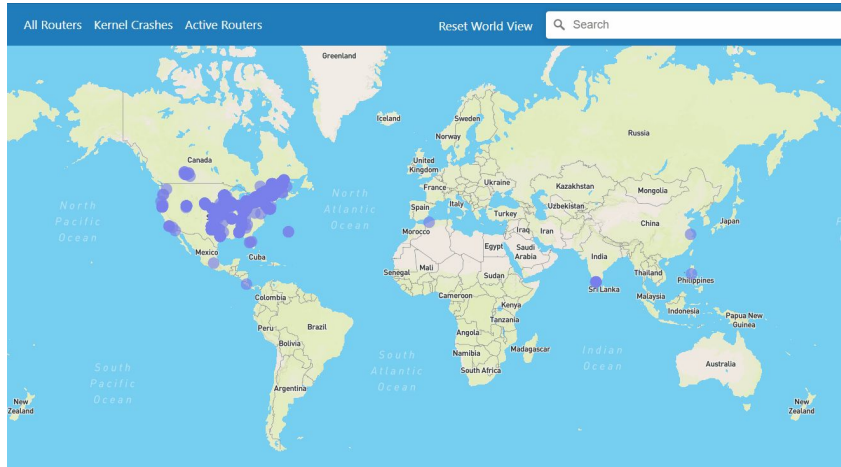 All Routers Kernel Crashes Active Routers Reset World View Search
Greenland
Iceland
Sweden
Russia
Norway
Canada
United
Kingdom
Ukraine
France
Kazakhstan
Mongolia
North
Pacific
Ocean
North
Atlantic
Ocean
Spain
Italy
Turkey
Uzbekistan
China
Japan
Morocco
Iraq
Iran
Egypt
Saudi
Arabia
India
Mexico
Cuba
Senegal
Mali
Sudan
Thailand
Philippines
Sri Lanka
Colombia
Cameroon
Kenya
Malaysia
Indonesia
Papua New
Guinea
Tanzania
Peru
Brazil
Bolivia
Angola
Namibia
Madagascar
South Africa
South
Pacific
Ocean
South
Atlantic
Ocean
Indian
Ocean
Australia
Argentina
New
Zealand
New
Zealand